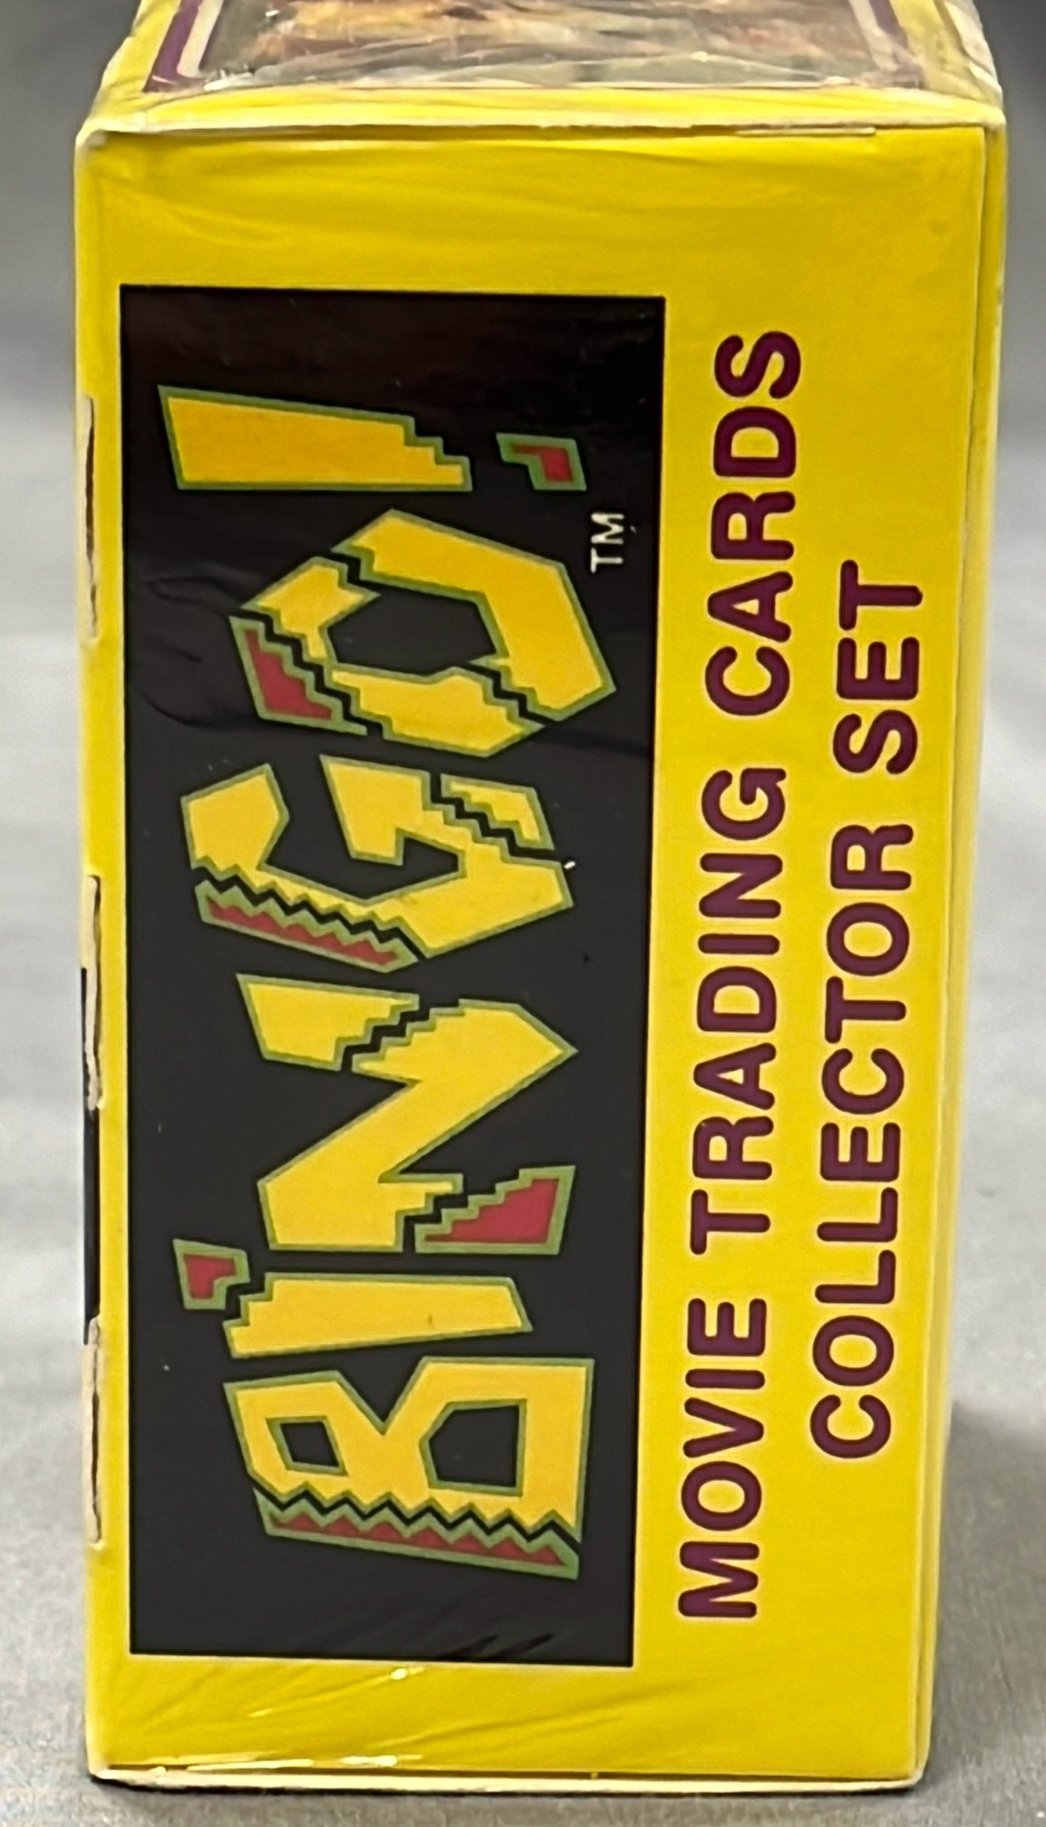 BINGO!
TM
MOVIE TRADING CARDS
COLLECTOR SET